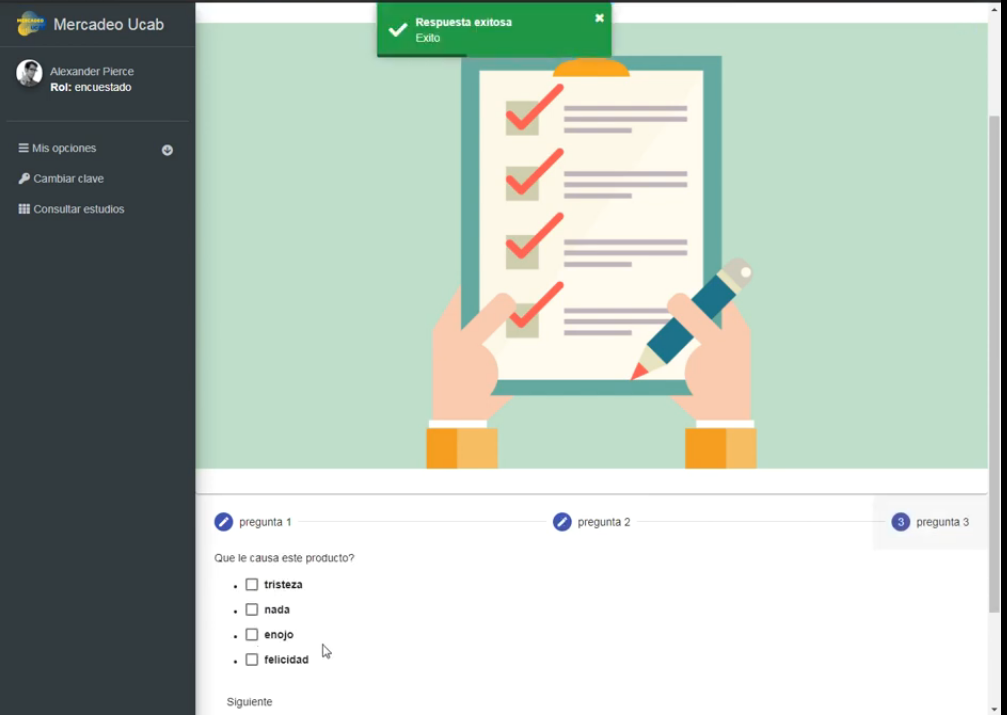 Mercadeo Ucab
Respuesta exitosa
Exito
Alexander Pierce
Rol: encuestado
Mis opciones
Cambiar clave
Consultar estudios
pregunta 1
pregunta 2
3 pregunta 3
Que le causa este producto?
tristeza
nada
enojo
felicidad
Siguiente